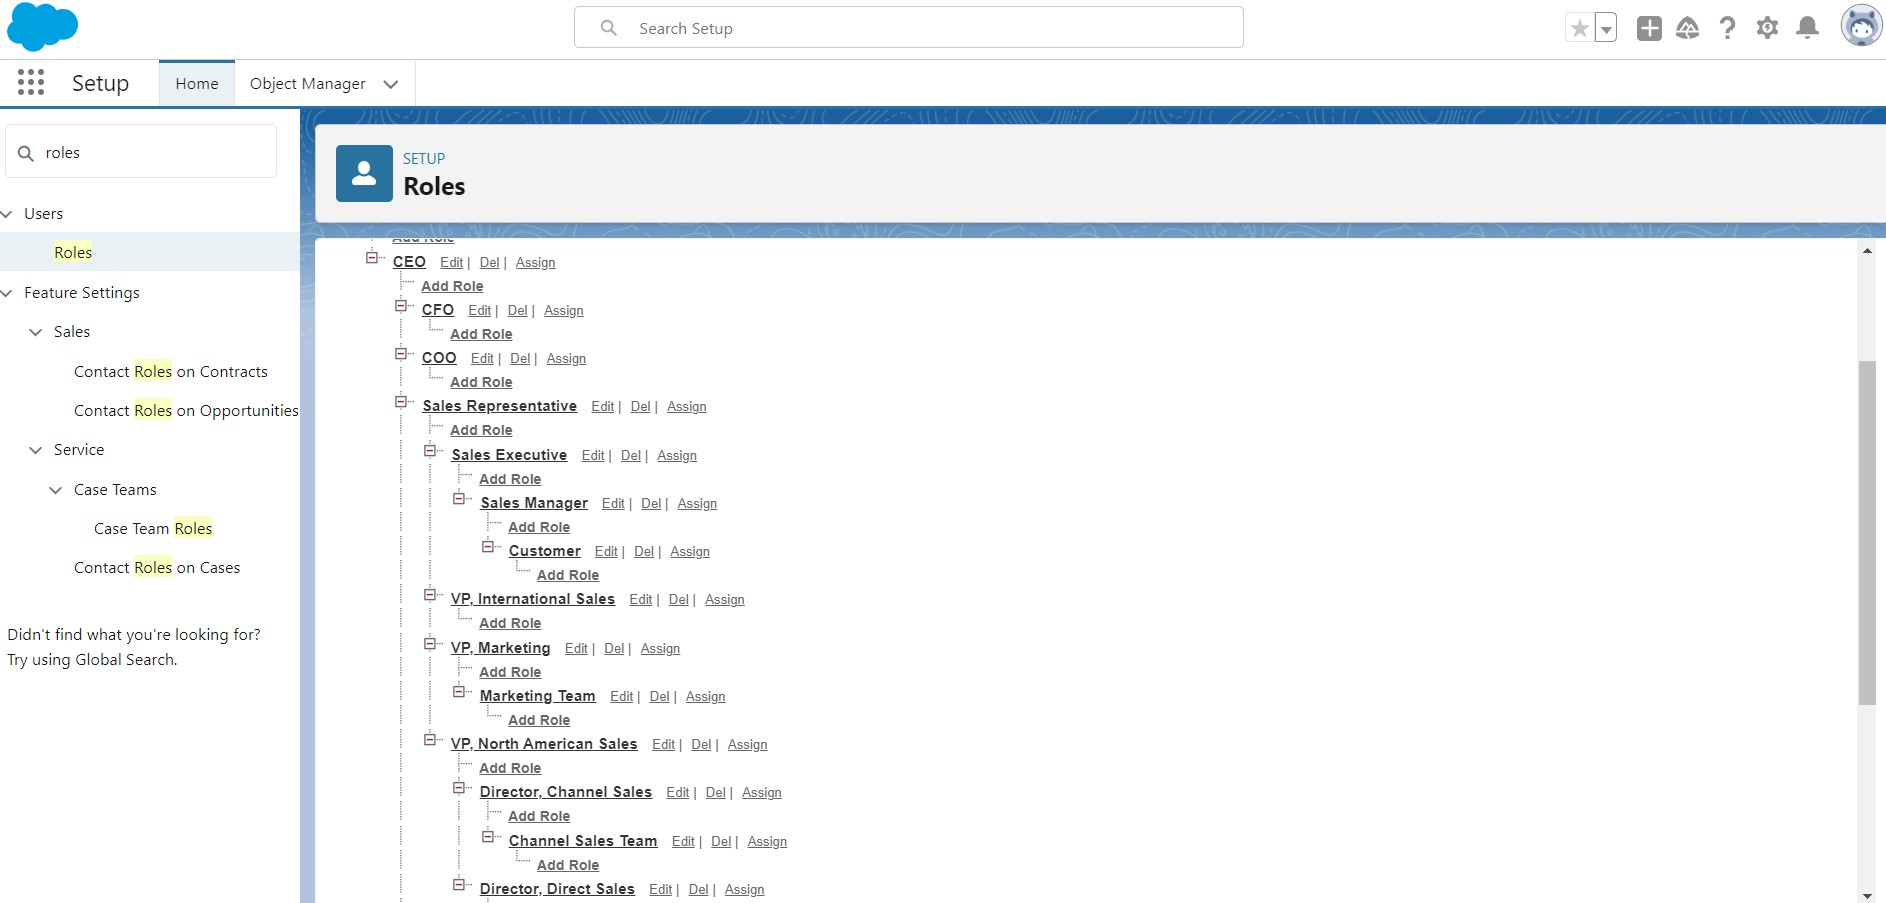 Search Setup
Setup
Home
Object Manager
roles
Users
Roles
Feature Settings
Sales
Contact Roles on Contracts
Contact Roles on Opportunities
Service
Case Teams
Case Team Roles
Contact Roles on Cases
Didn't find what you're looking for?
Try using Global Search.
SETUP
Roles
Add Role
CEO Edit | Del | Assign
Add Role
CFO Edit | Del | Assign
Add Role
COO Edit | Del | Assign
Add Role
Sales Representative Edit | Del | Assign
Add Role
Sales Executive Edit | Del | Assign
Add Role
Sales Manager Edit | Del | Assign
Add Role
Customer Edit | Del | Assign
Add Role
VP, International Sales Edit | Del | Assign
Add Role
VP, Marketing Edit | Del | Assign
Add Role
Marketing Team Edit | Del | Assign
Add Role
VP, North American Sales Edit | Del | Assign
Add Role
Director, Channel Sales Edit | Del | Assign
Add Role
Channel Sales Team Edit | Del | Assign
Add Role
Director, Direct Sales Edit | Del | Assign